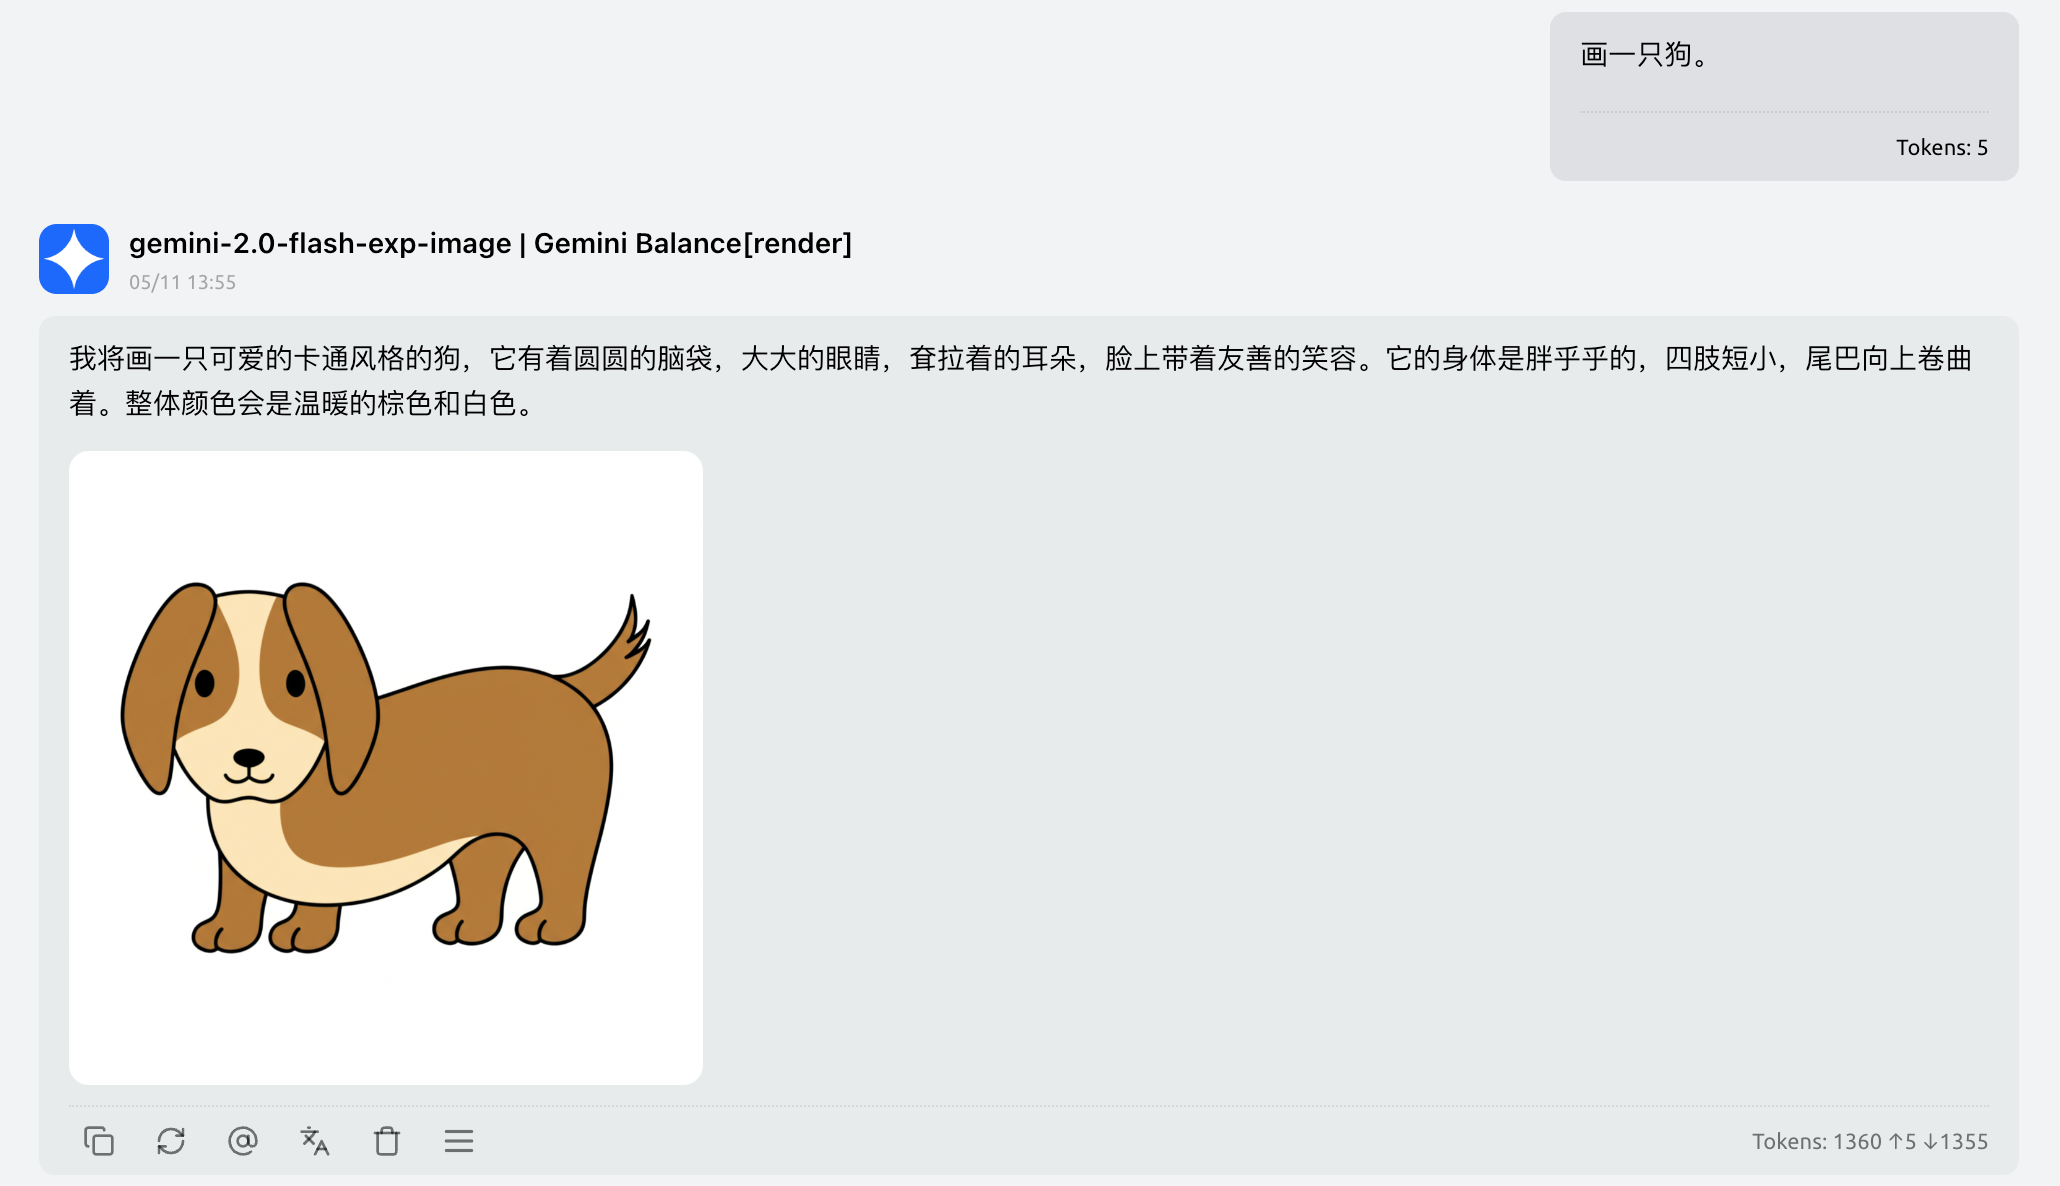 画一只狗。
Tokens: 5
gemini-2.0-flash-exp-image | Gemini Balance[render]
05/11 13:55
我将画一只可爱的卡通风格的狗，它有着圆圆的脑袋，大大的眼睛，耷拉着的耳朵，脸上带着友善的笑容。它的身体是胖乎乎的，四肢短小，尾巴向上卷曲
着。整体颜色会是温暖的棕色和白色。
Tokens: 1360 ↑5 ↓1355